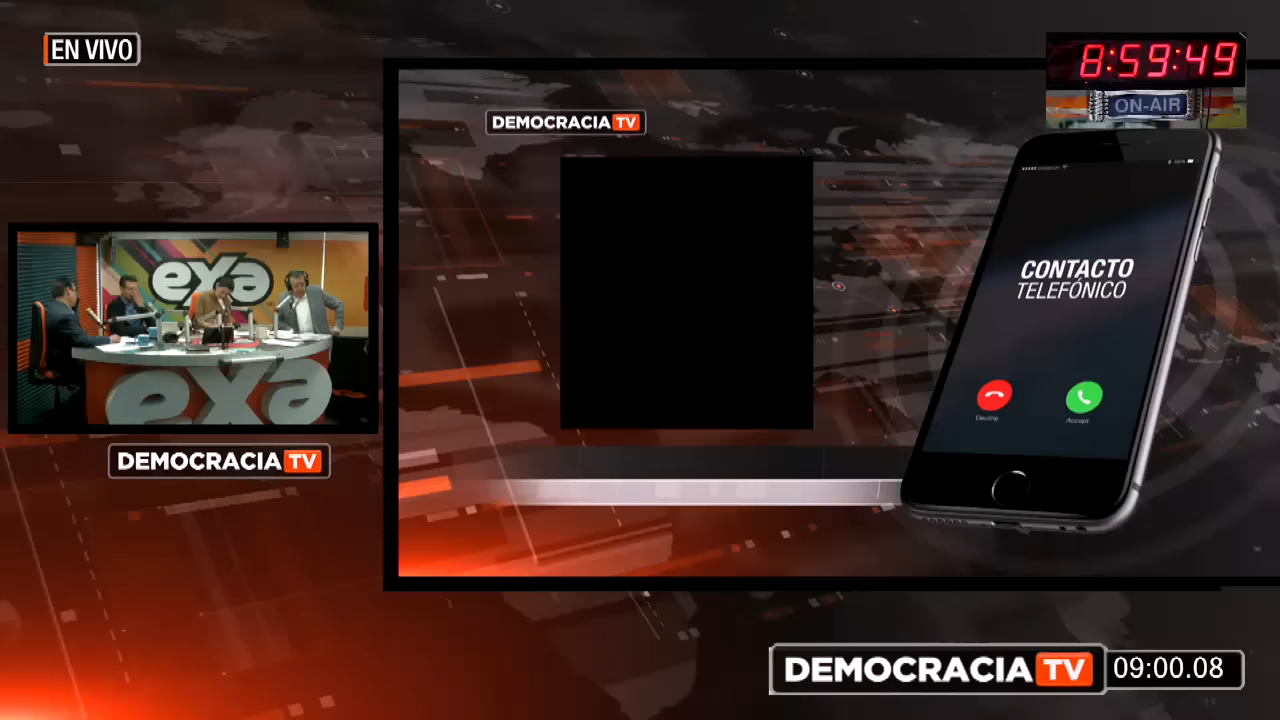 EN VIVO
8:59:49
ON-AIR
DEMOCRACIA TV
CONTACTO
TELEFÓNICO
Decline
Accept
exa
exa
DEMOCRACIA TV
DEMOCRACIA TV
09:00.08